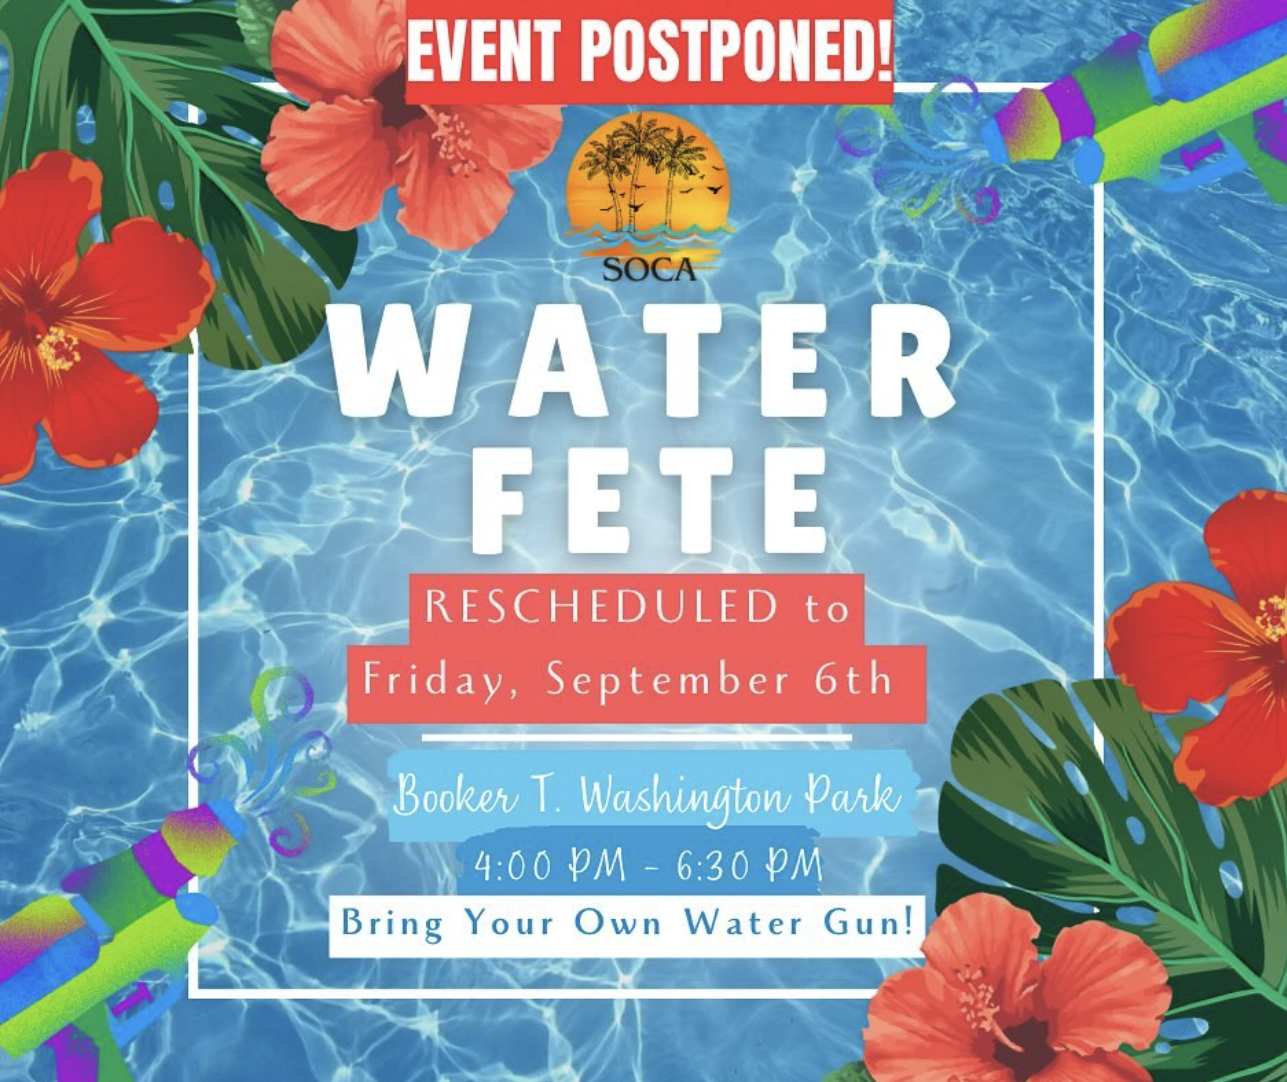 EVENT POSTPONED!
SOCA
WATER
FETE
RESCHEDULED to
Friday, September 6th
Booker T. Washington Park
4:00 PM - 6:30 PM
Bring Your Own Water Gun!